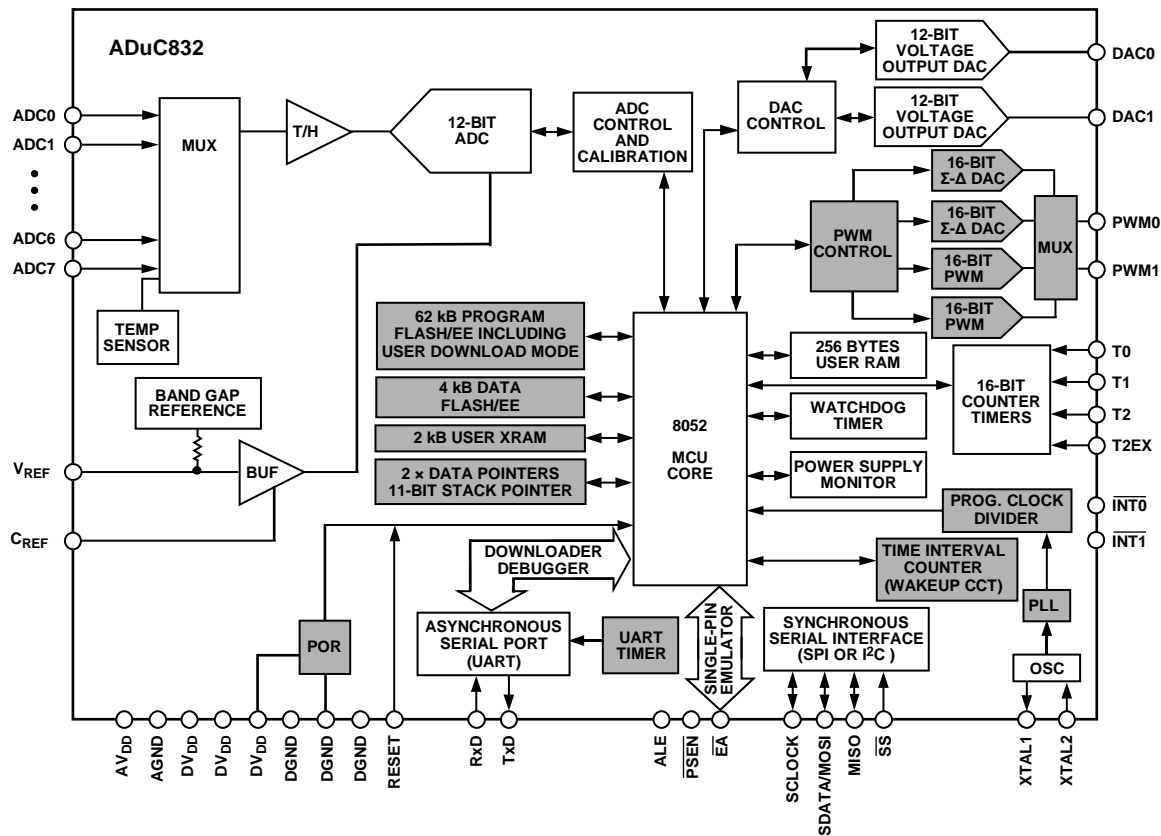 ADuC832
12-BIT
VOLTAGE
OUTPUT DAC
DAC0
ADC0
ADC1
ADC6
ADC7
MUX
T/H
12-BIT
ADC
ADC
CONTROL
AND
CALIBRATION
DAC
CONTROL
12-BIT
VOLTAGE
OUTPUT DAC
DAC1
16-BIT
Σ-Δ DAC
16-BIT
Σ-Δ DAC
16-BIT
PWM
16-BIT
PWM
PWM
CONTROL
MUX
PWM0
PWM1
TEMP
SENSOR
62 kB PROGRAM
FLASH/EE INCLUDING
USER DOWNLOAD MODE
4 kB DATA
FLASH/EE
2 kB USER XRAM
2 × DATA POINTERS
11-BIT STACK POINTER
8052
MCU
CORE
256 BYTES
USER RAM
WATCHDOG
TIMER
POWER SUPPLY
MONITOR
16-BIT
COUNTER
TIMERS
T0
T1
T2
T2EX
BAND GAP
REFERENCE
VREF
BUF
CREF
PROG. CLOCK
DIVIDER
INT0
INT1
TIME INTERVAL
COUNTER
(WAKEUP CCT)
PLL
OSC
DOWNLOADER
DEBUGGER
POR
ASYNCHRONOUS
SERIAL PORT
(UART)
UART
TIMER
SINGLE-PIN
EMULATOR
SYNCHRONOUS
SERIAL INTERFACE
(SPI OR I2C )
AVDD
AGND
DVDD
DVDD
DVDD
DGND
DGND
DGND
RESET
RxD
TxD
ALE
PSEN
EA
SCLOCK
SDATA/MOSI
MISO
SS
XTAL1
XTAL2